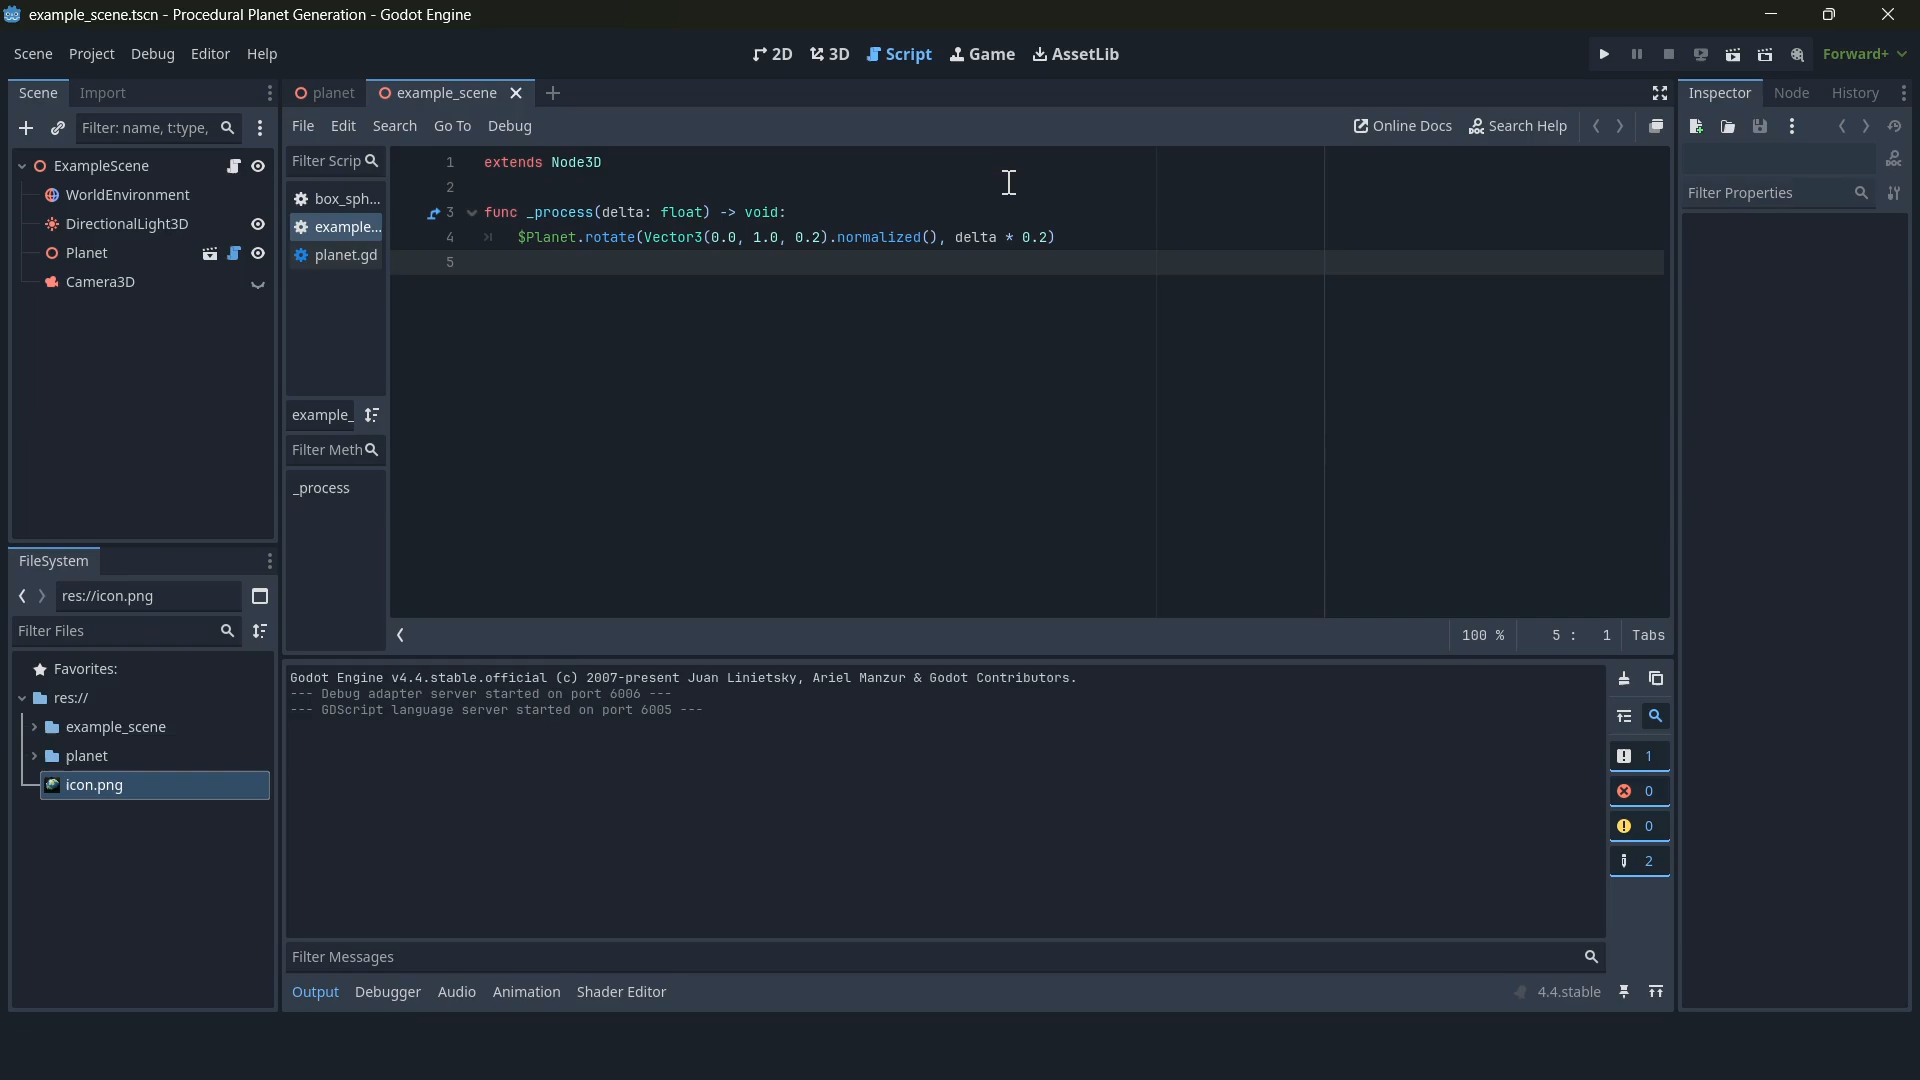 example_scene.tscn - Procedural Planet Generation - Godot Engine
Scene Project Debug Editor Help
2D 3D Script Game AssetLib
Forward+
Scene Import
Filter: name, t:type,
ExampleScene
WorldEnvironment
DirectionalLight3D
Planet
Camera3D
FileSystem
res://icon.png
Filter Files
Favorites:
res://
example_scene
planet
icon.png
planet example_scene
File Edit Search Go To Debug
Online Docs Search Help
Filter Scrip
box_sph...
example...
planet.gd
example_
Filter Meth
_process
1 extends Node3D
2
3 func _process(delta: float) -> void:
4 $Planet.rotate(Vector3(0.0, 1.0, 0.2).normalized(), delta * 0.2)
5
100 % 5 : 1 Tabs
Godot Engine v4.4.stable.official (c) 2007-present Juan Linietsky, Ariel Manzur & Godot Contributors.
--- Debug adapter server started on port 6006 ---
--- GDScript language server started on port 6005 ---
1
0
0
2
Filter Messages
Output Debugger Audio Animation Shader Editor
4.4.stable
Inspector Node History
DOC
Filter Properties